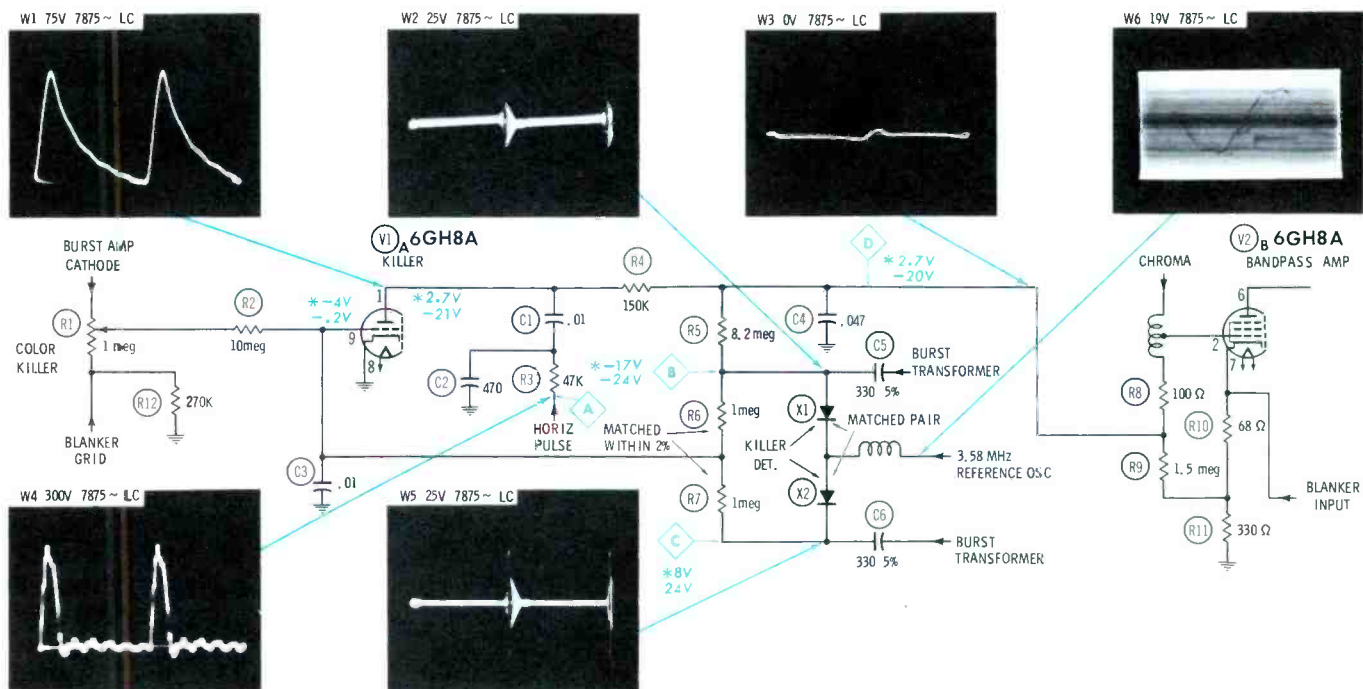 W1 75V 7875~ LC
W2 25V 7875~ LC
W3 0V 7875~ LC
W6 19V 7875~ LC
BURST AMP
CATHODE
V1 A 6GH8A
KILLER
R4
150K
D
*2.7V
-20V
V2 B 6GH8A
BANDPASS AMP
CHROMA
R1
1 meg
COLOR
KILLER
R2
10meg
*-4V
-.2V
*2.7V
-21V
1
9
8
C1
.01
R5
8.2meg
C4
.047
C5
330 5%
BURST
TRANSFORMER
6
2
7
R12
270K
BLANKER
GRID
C2
470
R3
47K
*-17V
-24V
B
A
HORIZ
PULSE
R6
1meg
MATCHED
WITHIN 2%
X1
MATCHED
PAIR
KILLER
DET.
X2
3.58 MHz
REFERENCE OSC
R8
100 Ω
R10
68 Ω
R9
1.5 meg
BLANKER
INPUT
R11
330 Ω
C3
.01
R7
1meg
C
*8V
24V
C6
330 5%
BURST
TRANSFORMER
W4 300V 7875~ LC
W5 25V 7875~ LC